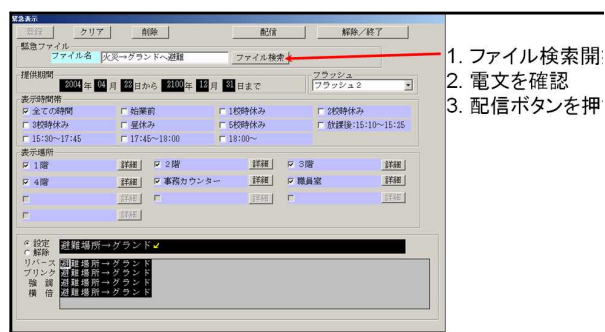 緊急表示
登録 クリア 削除 配信 解除／終了
緊急ファイル
ファイル名 火災→グランドへ避難 ファイル検索
提供期間 フラッシュ
2004 年 04 月 22 日から 2100 年 12 月 31 日まで フラッシュ２
表示時間帯
全ての時間 始業前 1校時休み 2校時休み
3校時休み 昼休み 5校時休み 放課後:15:10～15:25
15:30～17:45 17:45～18:00 18:00～
表示場所
１階 詳細 ２階 詳細 ３階 詳細
４階 詳細 事務カウンター 詳細 職員室 詳細
詳細 詳細 詳細
詳細
設定 避難場所→グランド
解除
リバース 避難場所→グランド
ブリンク 避難場所→グランド
強 調 避難場所→グランド
横 倍 避難場所→グランド
1. ファイル検索開
2. 電文を確認
3. 配信ボタンを押